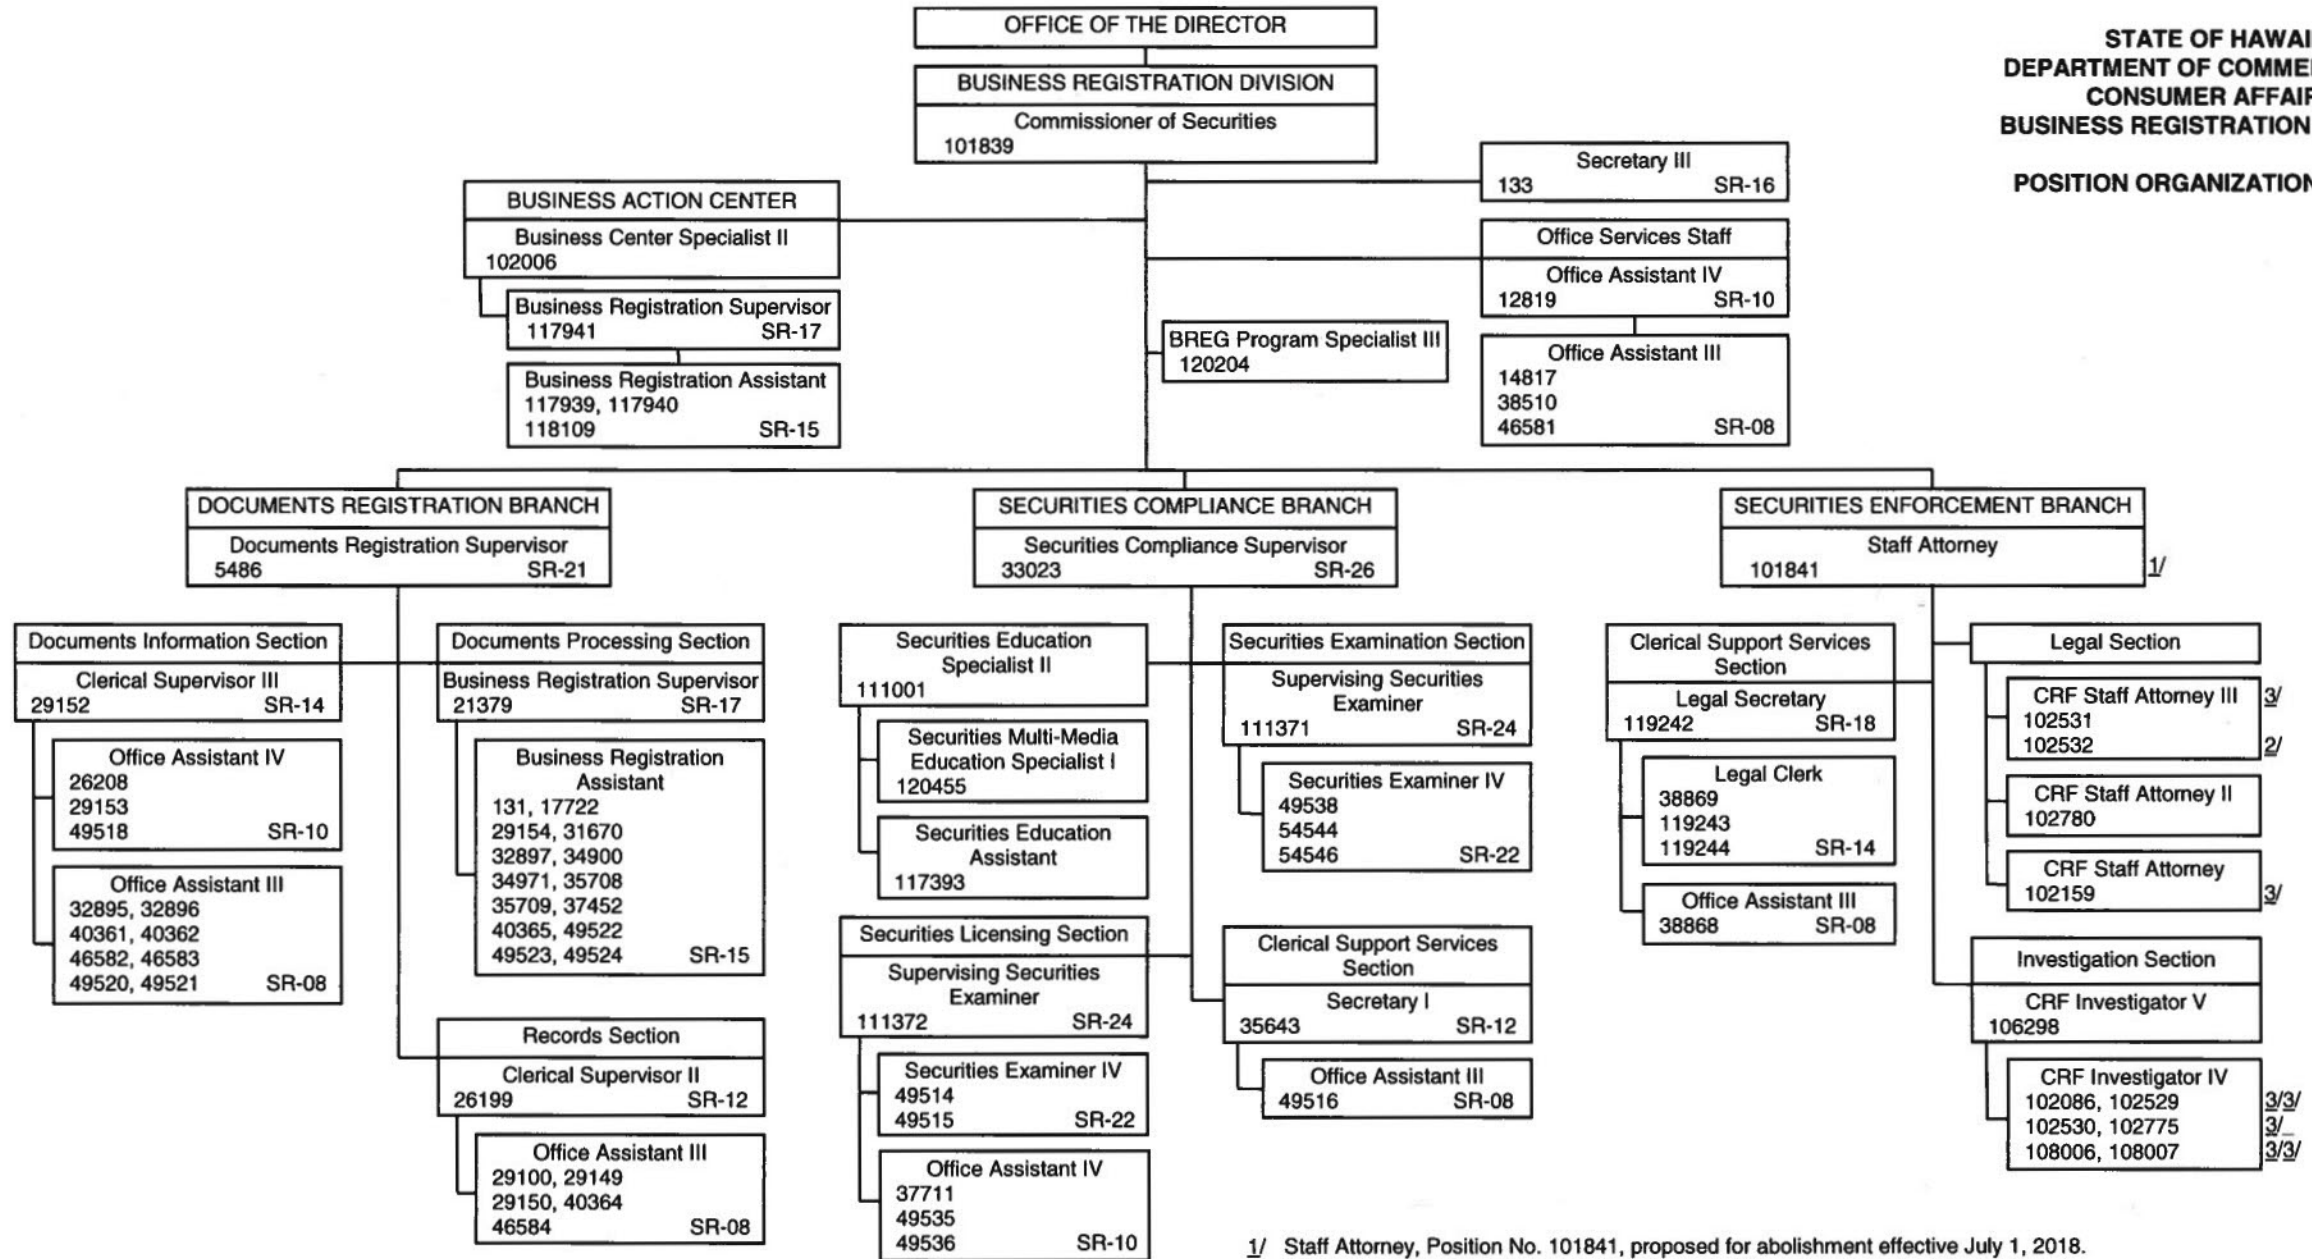 OFFICE OF THE DIRECTOR
BUSINESS REGISTRATION DIVISION
Commissioner of Securities
101839
STATE OF HAWAI
DEPARTMENT OF COMME
CONSUMER AFFAIR
BUSINESS REGISTRATION
POSITION ORGANIZATION
Secretary III
133 SR-16
BUSINESS ACTION CENTER
Business Center Specialist II
102006
Business Registration Supervisor
117941 SR-17
Business Registration Assistant
117939, 117940
118109 SR-15
Office Services Staff
Office Assistant IV
12819 SR-10
Office Assistant III
14817
38510
46581 SR-08
BREG Program Specialist III
120204
DOCUMENTS REGISTRATION BRANCH
Documents Registration Supervisor
5486 SR-21
Documents Information Section
Clerical Supervisor III
29152 SR-14
Office Assistant IV
26208
29153
49518 SR-10
Office Assistant III
32895, 32896
40361, 40362
46582, 46583
49520, 49521 SR-08
Documents Processing Section
Business Registration Supervisor
21379 SR-17
Business Registration
Assistant
131, 17722
29154, 31670
32897, 34900
34971, 35708
35709, 37452
40365, 49522
49523, 49524 SR-15
Records Section
Clerical Supervisor II
26199 SR-12
Office Assistant III
29100, 29149
29150, 40364
46584 SR-08
SECURITIES COMPLIANCE BRANCH
Securities Compliance Supervisor
33023 SR-26
Securities Education
Specialist II
111001
Securities Multi-Media
Education Specialist I
120455
Securities Education
Assistant
117393
Securities Licensing Section
Supervising Securities
Examiner
111372 SR-24
Securities Examiner IV
49514
49515 SR-22
Office Assistant IV
37711
49535
49536 SR-10
Securities Examination Section
Supervising Securities
Examiner
111371 SR-24
Securities Examiner IV
49538
54544
54546 SR-22
Clerical Support Services
Section
Secretary I
35643 SR-12
Office Assistant III
49516 SR-08
SECURITIES ENFORCEMENT BRANCH
Staff Attorney
101841 1/
Clerical Support Services
Section
Legal Secretary
119242 SR-18
Legal Clerk
38869
119243
119244 SR-14
Office Assistant III
38868 SR-08
Legal Section
CRF Staff Attorney III 3/
102531
102532 2/
CRF Staff Attorney II
102780
CRF Staff Attorney
102159 3/
Investigation Section
CRF Investigator V
106298
CRF Investigator IV
102086, 102529 3/3/
102530, 102775 3/_
108006, 108007 3/3/
1/ Staff Attorney, Position No. 101841, proposed for abolishment effective July 1, 2018.